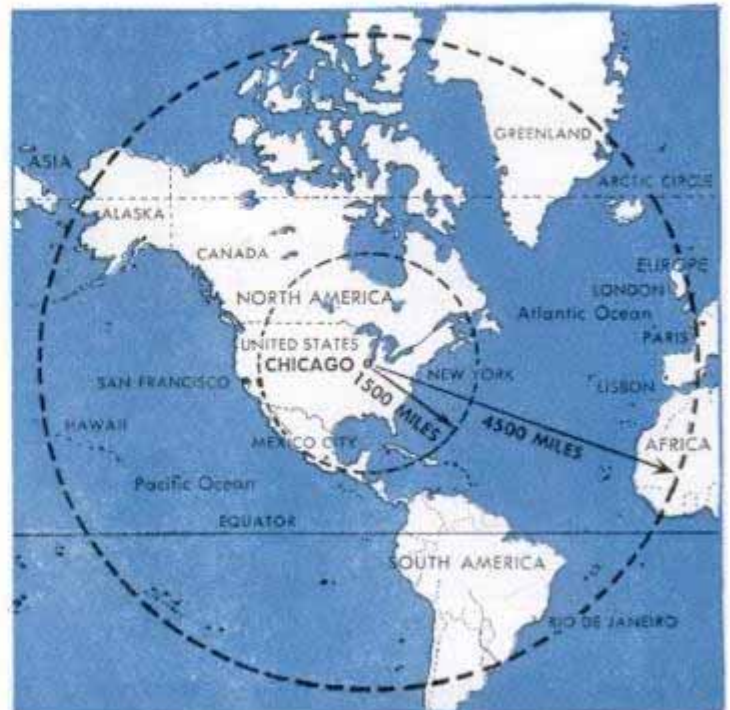 GREENLAND
ASIA
ARCTIC CIRCLE
ALASKA
CANADA
EUROPE
LONDON
NORTH AMERICA
Atlantic Ocean
PARIS
UNITED STATES
CHICAGO
NEW YORK
SAN FRANCISCO
LISBON
1500 MILES
HAWAII
4500 MILES
AFRICA
MEXICO CITY
Pacific Ocean
EQUATOR
SOUTH AMERICA
RIO DE JANEIRO